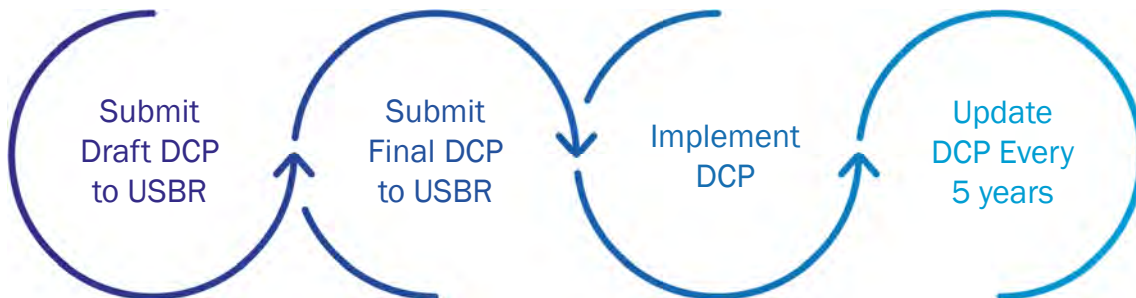 Submit
Draft DCP
to USBR
Submit
Final DCP
to USBR
Implement
DCP
Update
DCP Every
5 years